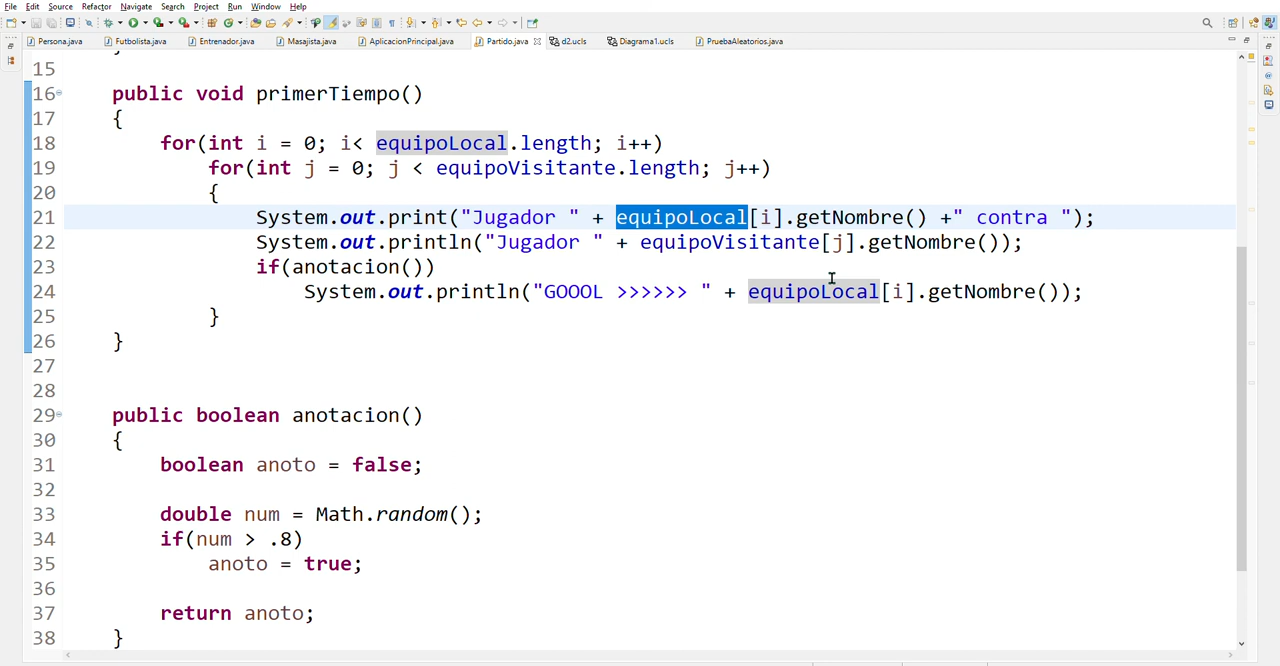 File Edit Source Refactor Navigate Search Project Run Window Help
Persona.java Futbolista.java Entrenador.java Masajista.java AplicacionPrincipal.java Partido.java d2.ucls Diagrama1.ucls PruebaAleatorios.java
15
16 public void primerTiempo()
17 {
18 for(int i = 0; i< equipoLocal.length; i++)
19 for(int j = 0; j < equipoVisitante.length; j++)
20 {
21 System.out.print("Jugador " + equipoLocal[i].getNombre() +" contra ");
22 System.out.println("Jugador " + equipoVisitante[j].getNombre());
23 if(anotacion())
24 System.out.println("GOOOL >>>>>> " + equipoLocal[i].getNombre());
25 }
26 }
27
28
29 public boolean anotacion()
30 {
31 boolean anoto = false;
32
33 double num = Math.random();
34 if(num > .8)
35 anoto = true;
36
37 return anoto;
38 }